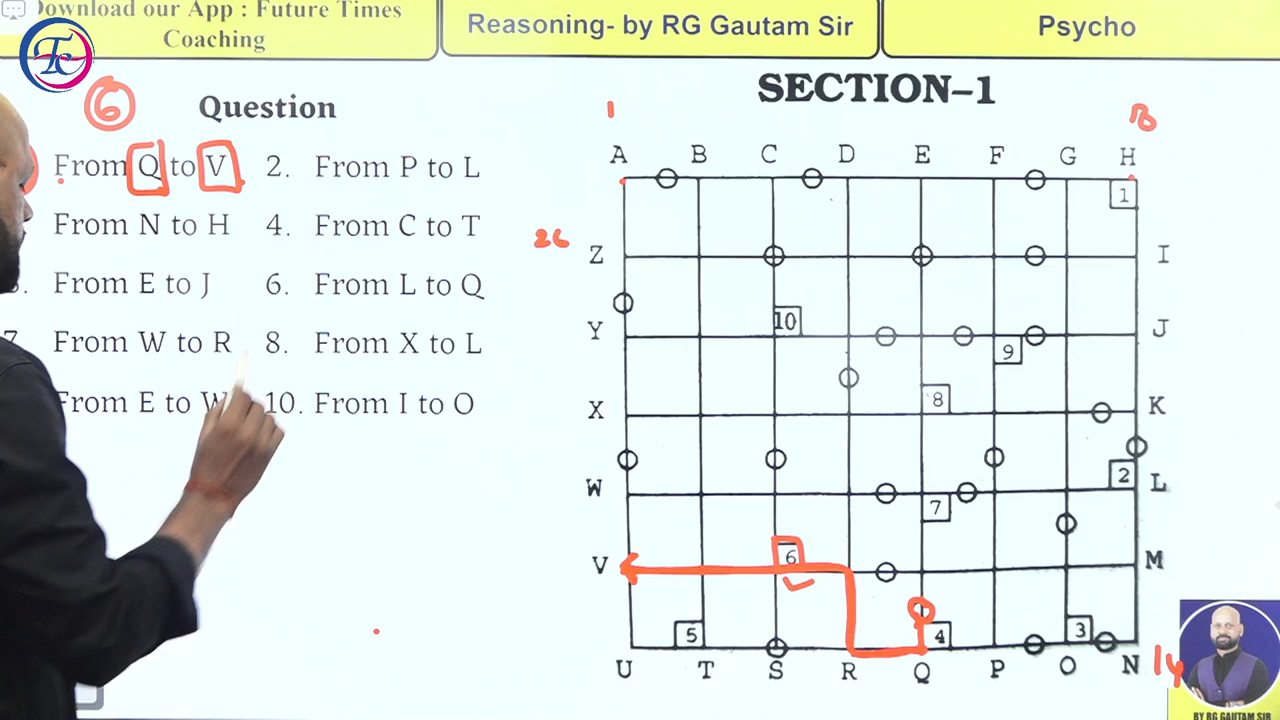 Download our App : Future Times
Coaching
Reasoning- by RG Gautam Sir
Psycho
Tc
6
Question
SECTION-1
From Q to V 2. From P to L
From N to H 4. From C to T
From E to J 6. From L to Q
7. From W to R 8. From X to L
From E to W 10. From I to O
1
A B C D E F G H
1
26
Z I
10
Y J
9
8
X K
2
W L
7
6
V M
5 4 3
U T S R Q P O N
14
BY RG GAUTAM SIR